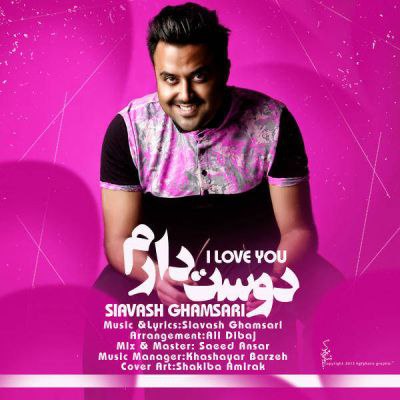 I LOVE YOU
دوست دارم
SIAVASH GHAMSARI
Music &Lyrics:Siavash Ghamsari
Arrangement:Ali Dibaj
Mix & Master: Saeed Ansar
Music Manager:Khashayar Barzeh
Cover Art:Shakiba Amirak